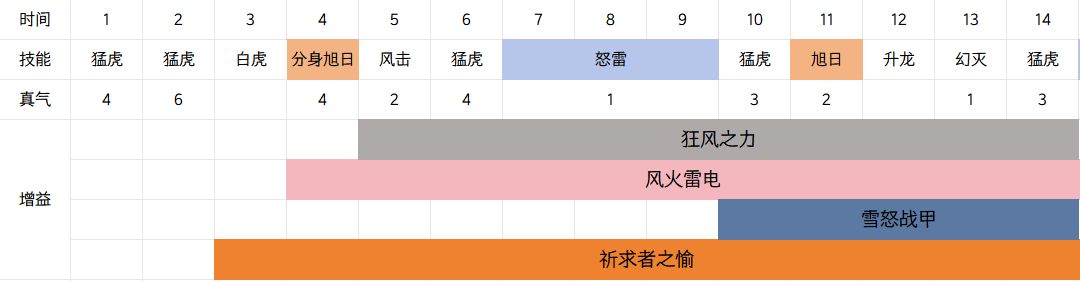 时间 1 2 3 4 5 6 7 8 9 10 11 12 13 14
技能 猛虎 猛虎 白虎 分身旭日 风击 猛虎 怒雷 猛虎 旭日 升龙 幻灭 猛虎
真气 4 6 4 2 4 1 3 2 1 3
狂风之力
风火雷电
增益
雪怒战甲
祈求者之愉